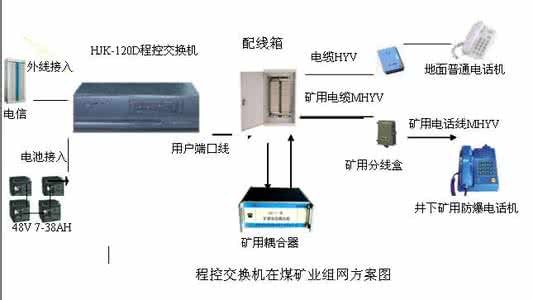 HJK-120D程控交换机
配线箱
电缆HYV
外线接入
地面普通电话机
矿用电缆MHYV
电信
矿用电话线MHYV
用户端口线
电池接入
矿用分线盒
井下矿用防爆电话机
48V 7-38AH
矿用耦合器
程控交换机在煤矿业组网方案图